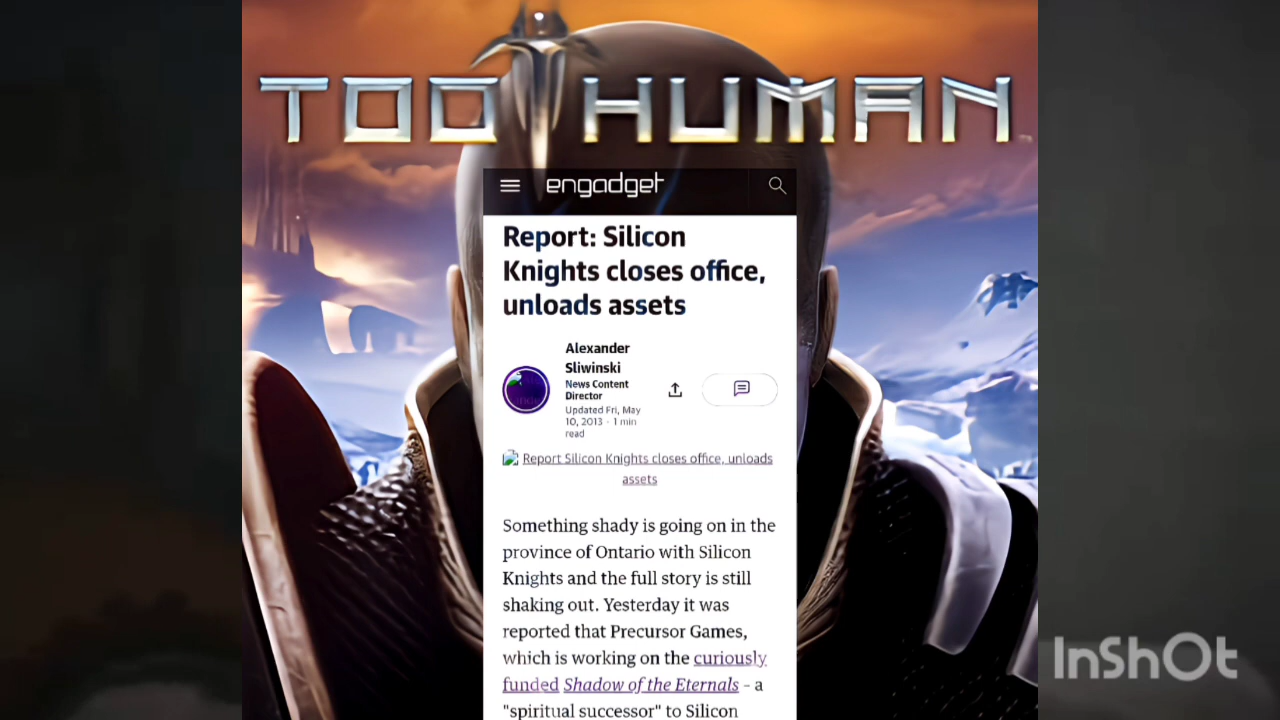 TOO HUMAN
engadget
Report: Silicon
Knights closes office,
unloads assets
Alexander
Sliwinski
News Content
Director
Updated Fri, May
10, 2013 · 1 min
read
Report Silicon Knights closes office, unloads
assets
Something shady is going on in the
province of Ontario with Silicon
Knights and the full story is still
shaking out. Yesterday it was
reported that Precursor Games,
which is working on the curiously
funded Shadow of the Eternals - a
"spiritual successor" to Silicon
InShOt